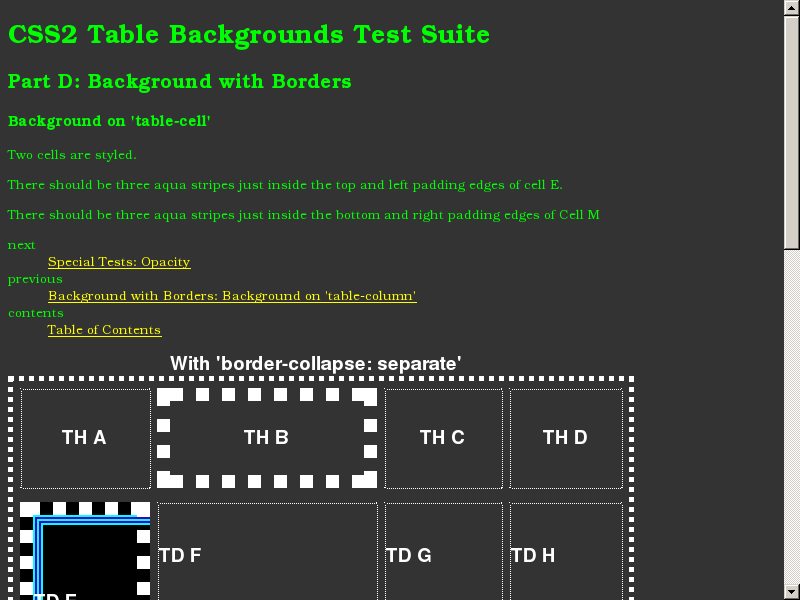 CSS2 Table Backgrounds Test Suite
Part D: Background with Borders
Background on 'table-cell'
Two cells are styled.
There should be three aqua stripes just inside the top and left padding edges of cell E.
There should be three aqua stripes just inside the bottom and right padding edges of Cell M
next
Special Tests: Opacity
previous
Background with Borders: Background on 'table-column'
contents
Table of Contents
With 'border-collapse: separate'
TH A TH B TH C TH D
TD E TD F TD G TD H